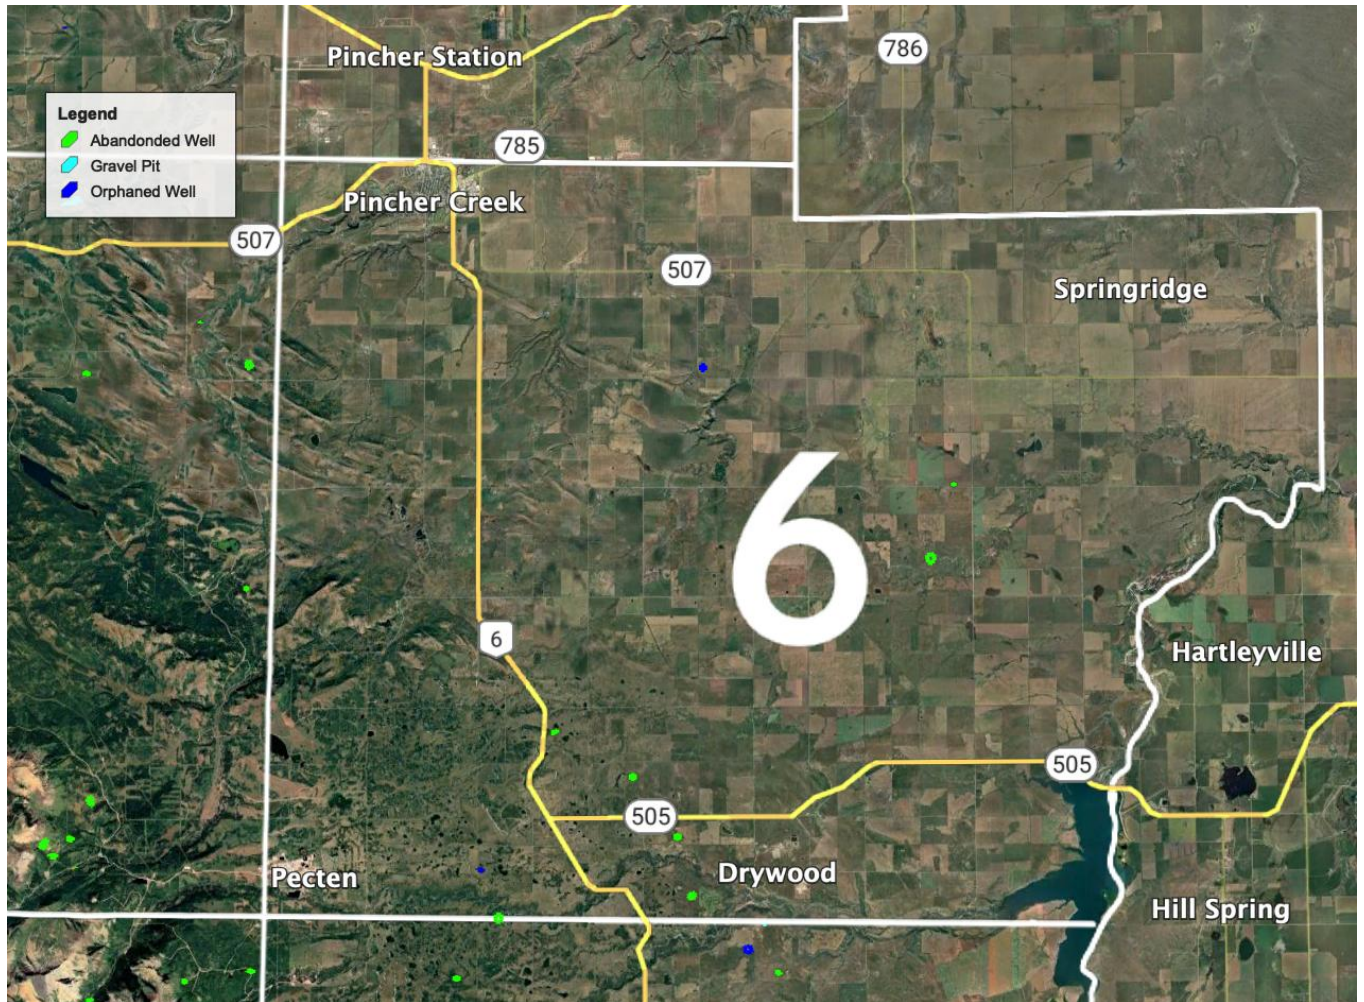 Pincher Station
786
Legend
Abandonded Well
Gravel Pit
Orphaned Well
785
Pincher Creek
507
507
Springridge
6
6
Hartleyville
505
505
Drywood
Pecten
Hill Spring